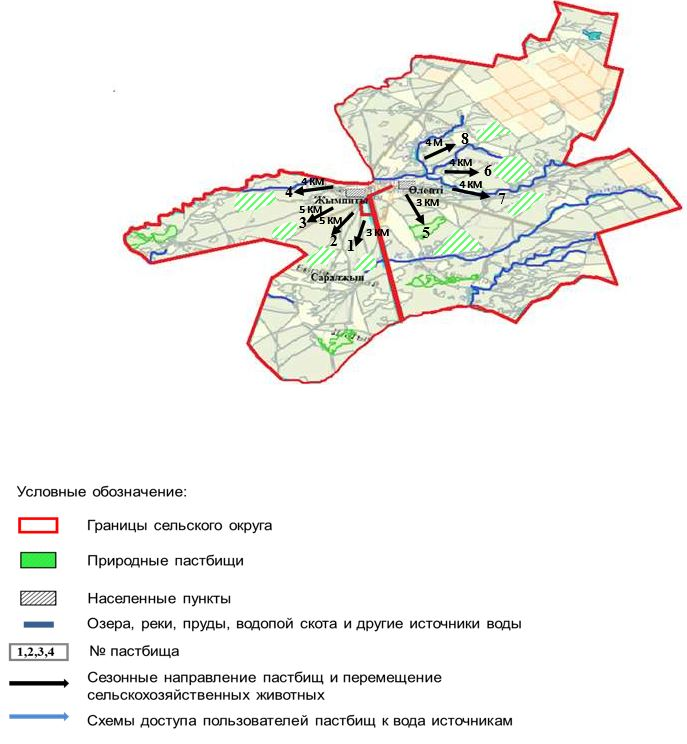 4 М 8
4 КМ 6
4 КМ 7
4 КМ
4
Жымпиты
Өлеңті
3 КМ
5
5 КМ
3
5 КМ
2
1
3 КМ
Саралжын
Условные обозначение:
Границы сельского округа
Природные пастбищи
Населенные пункты
Озера, реки, пруды, водопой скота и другие источники воды
1,2,3,4 № пастбища
Сезонные направление пастбищ и перемещение
сельскохозяйственных животных
Схемы доступа пользователей пастбищ к вода источникам